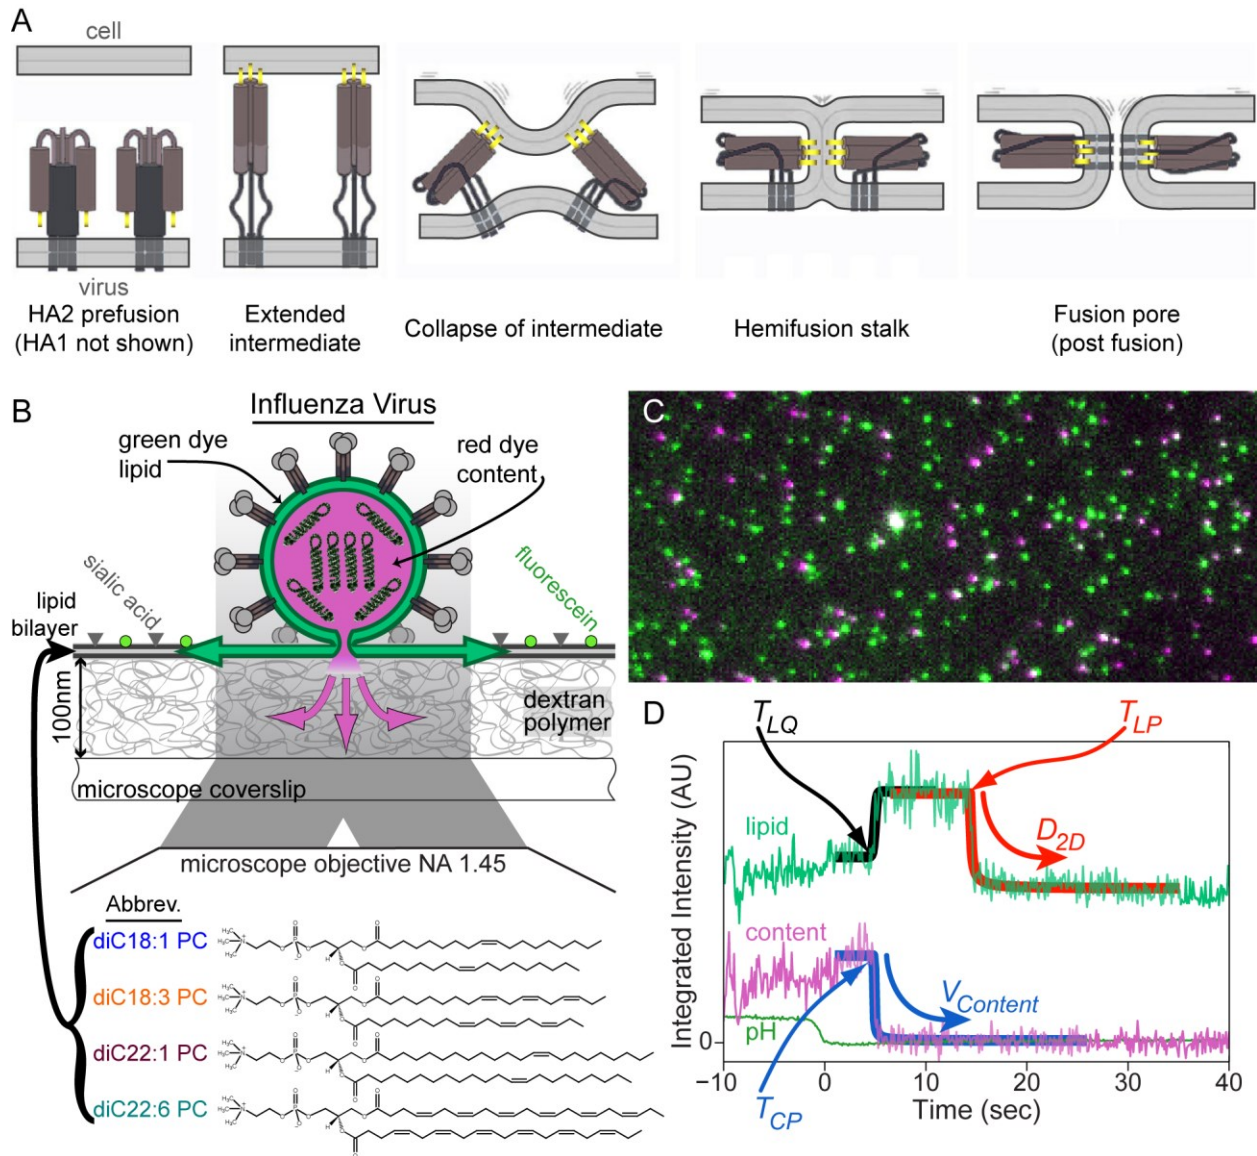 A
cell
virus
HA2 prefusion
(HA1 not shown)
Extended
intermediate
Collapse of intermediate
Hemifusion stalk
Fusion pore
(post fusion)
B
Influenza Virus
green dye
lipid
red dye
content
sialic acid
fluorescein
lipid
bilayer
100nm
dextran
polymer
microscope coverslip
microscope objective NA 1.45
Abbrev.
diC18:1 PC
diC18:3 PC
diC22:1 PC
diC22:6 PC
C
D
T_LQ
T_LP
lipid
D_2D
content
V_Content
pH
T_CP
Integrated Intensity (AU)
0
−10 0 10 20 30 40
Time (sec)